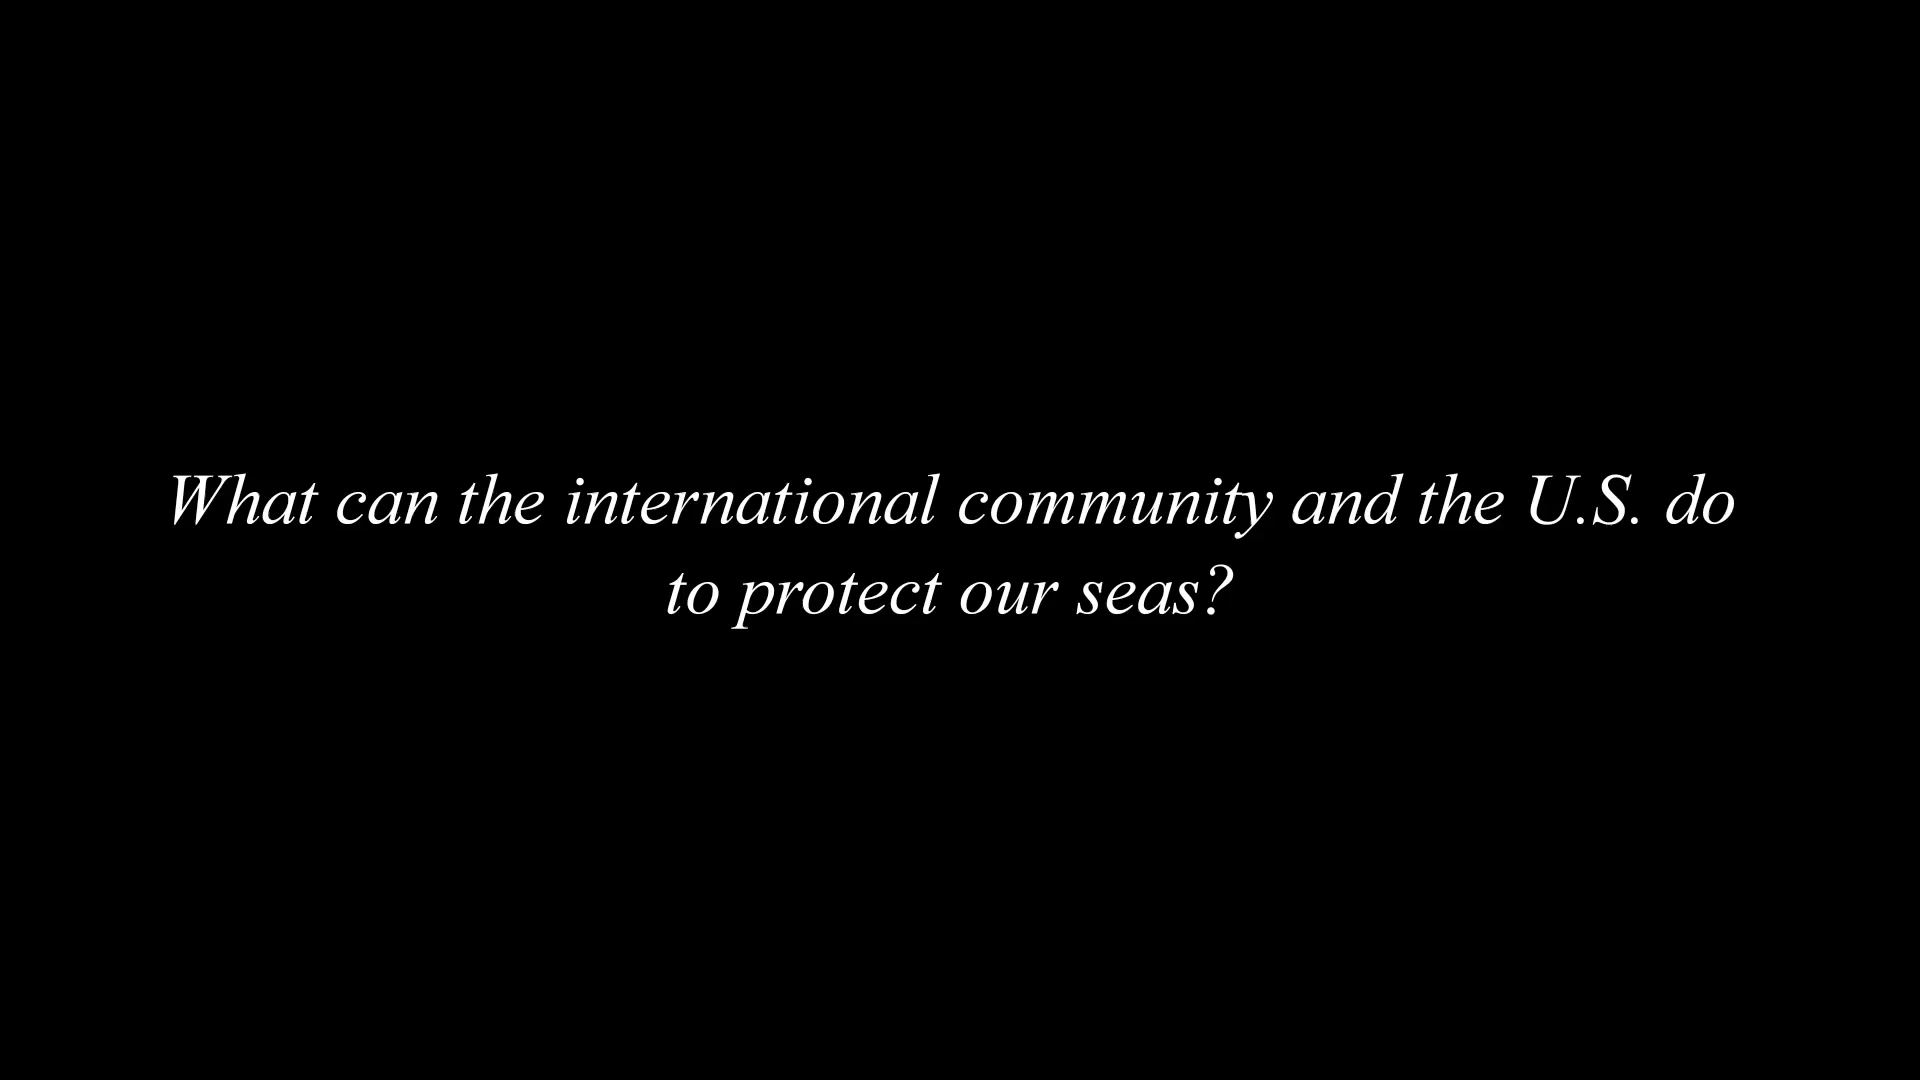 What can the international community and the U.S. do
to protect our seas?